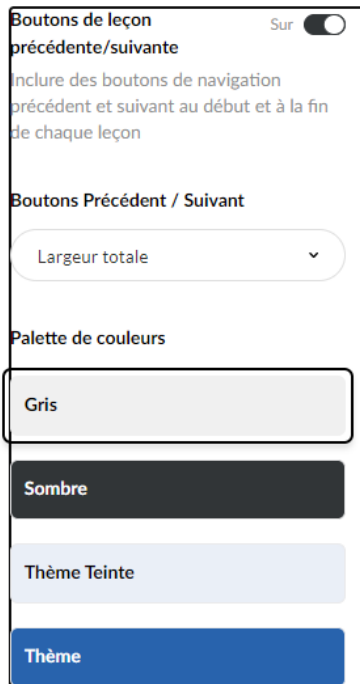 Boutons de leçon
précédente/suivante
Sur
Inclure des boutons de navigation
précédent et suivant au début et à la fin
de chaque leçon
Boutons Précédent / Suivant
Largeur totale
Palette de couleurs
Gris
Sombre
Thème Teinte
Thème